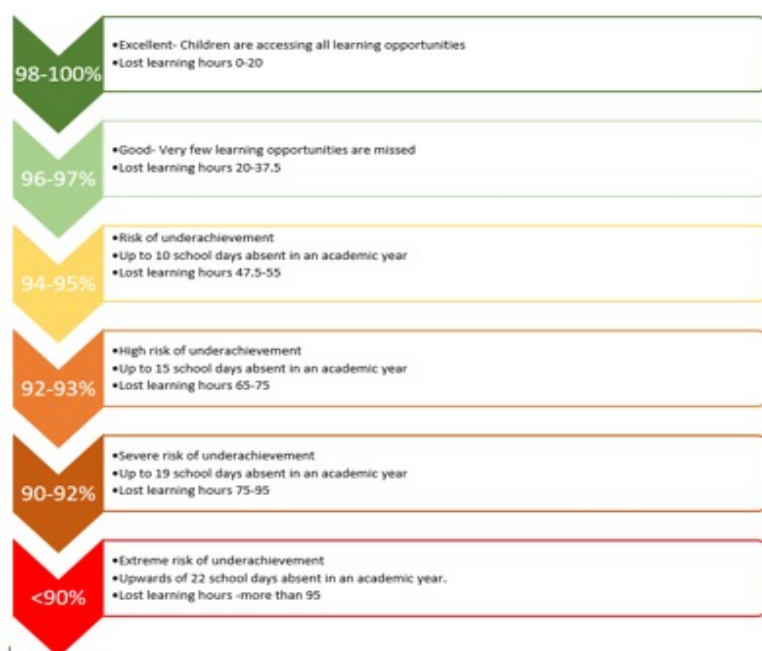 98-100%
•Excellent- Children are accessing all learning opportunities
•Lost learning hours 0-20
96-97%
•Good- Very few learning opportunities are missed
•Lost learning hours 20-37.5
94-95%
•Risk of underachievement
•Up to 10 school days absent in an academic year
•Lost learning hours 47.5-55
92-93%
•High risk of underachievement
•Up to 15 school days absent in an academic year
•Lost learning hours 65-75
90-92%
•Severe risk of underachievement
•Up to 19 school days absent in an academic year
•Lost learning hours 75-95
<90%
•Extreme risk of underachievement
•Upwards of 22 school days absent in an academic year.
•Lost learning hours -more than 95